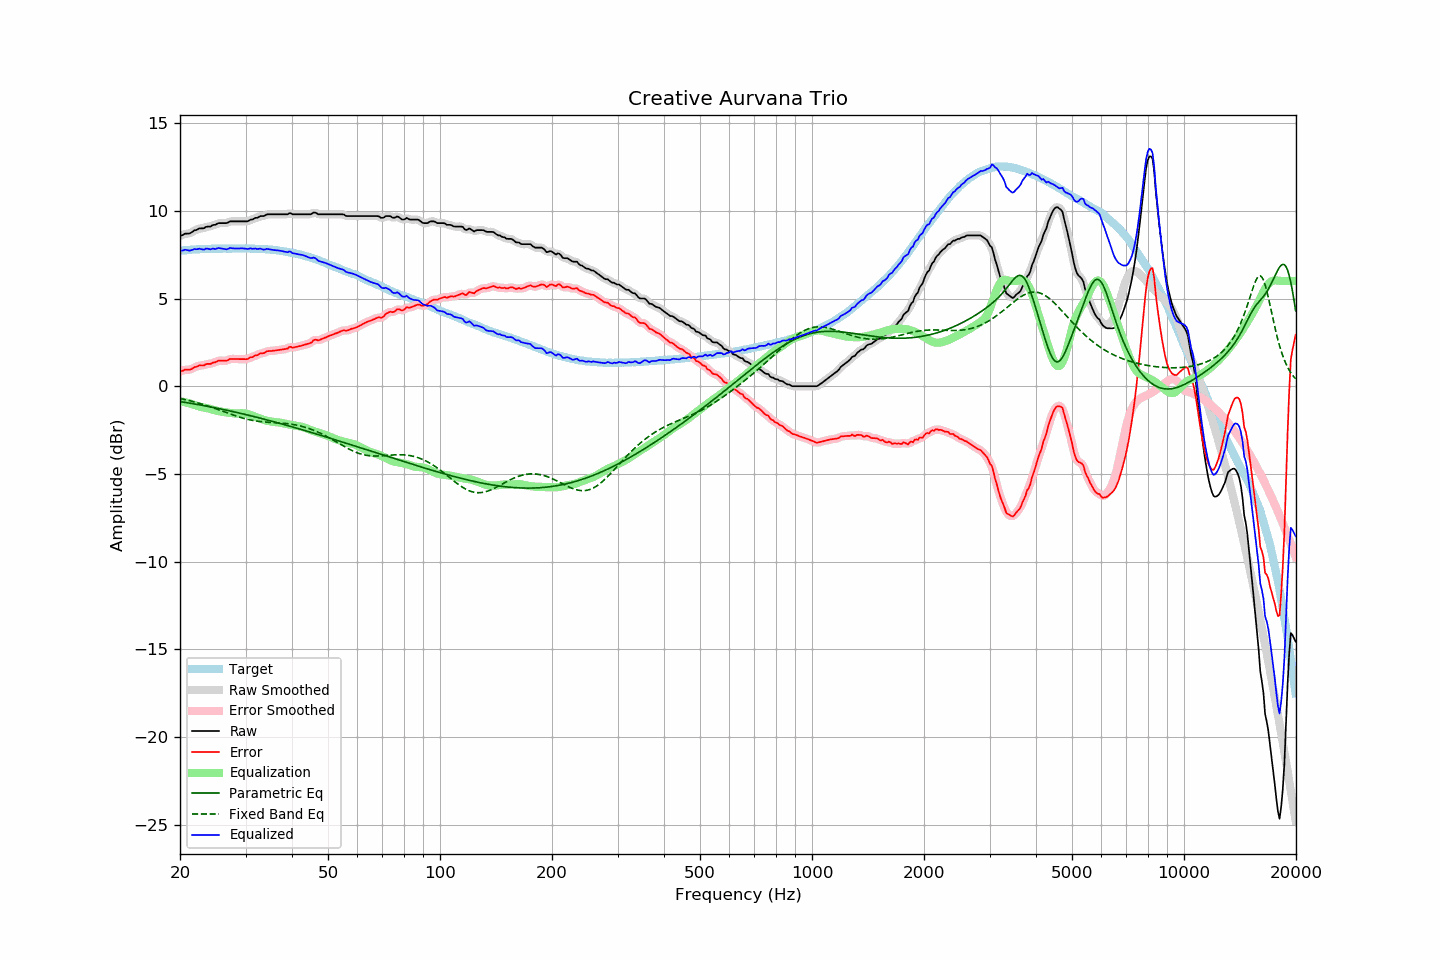 Creative Aurvana Trio
Amplitude (dBr)
15
10
5
0
−5
−10
−15
−20
−25
Target
Raw Smoothed
Error Smoothed
Raw
Error
Equalization
Parametric Eq
Fixed Band Eq
Equalized
20 50 100 200 500 1000 2000 5000 10000 20000
Frequency (Hz)